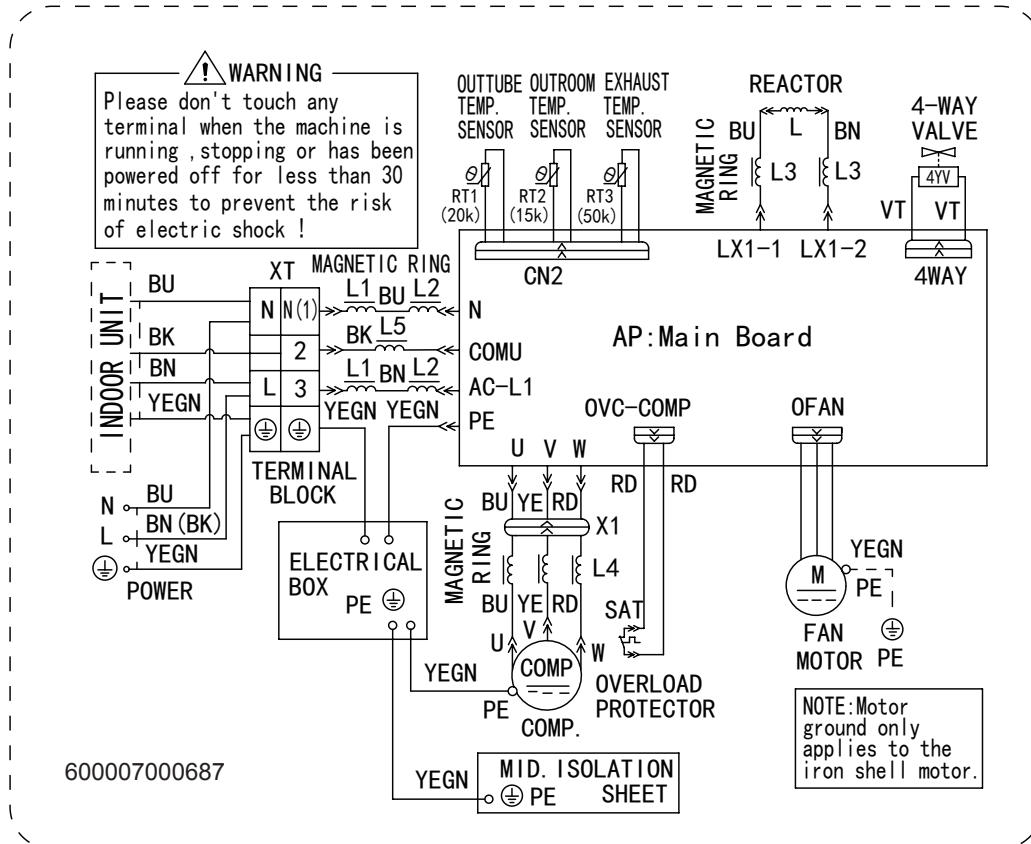 WARNING
Please don't touch any
terminal when the machine is
running ,stopping or has been
powered off for less than 30
minutes to prevent the risk
of electric shock !
OUTTUBE OUTROOM EXHAUST
TEMP. TEMP. TEMP.
SENSOR SENSOR SENSOR
RT1 RT2 RT3
(20k) (15k) (50k)
CN2
REACTOR
L
BU BN
MAGNETIC RING
L3 L3
LX1-1 LX1-2
4-WAY
VALVE
4YV
VT VT
4WAY
INDOOR UNIT
BU
BK
BN
YEGN
XT
N N(1)
2
L 3
TERMINAL
BLOCK
MAGNETIC RING
L1 BU L2
BK L5
L1 BN L2
YEGN YEGN
N
COMU
AC-L1
PE
AP:Main Board
OVC-COMP
OFAN
U V W
N BU
L BN(BK)
YEGN
POWER
ELECTRICAL
BOX
PE
MAGNETIC RING
BU YE RD
X1
L4
BU YE RD
U V W
COMP
YEGN
PE
COMP.
RD RD
SAT
OVERLOAD
PROTECTOR
M
YEGN
PE
FAN
MOTOR PE
NOTE:Motor
ground only
applies to the
iron shell motor.
600007000687
YEGN
MID. ISOLATION
PE SHEET